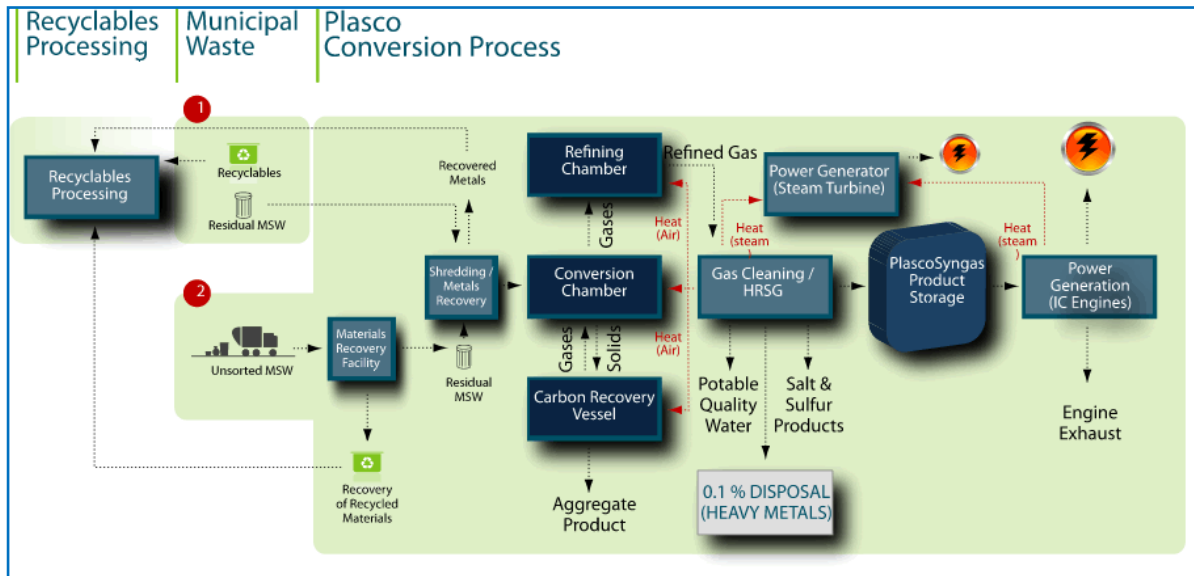 Recyclables
Processing
Municipal
Waste
Plasco
Conversion Process
1
Recyclables
Processing
Recyclables
Residual MSW
Recovered
Metals
Refining
Chamber
Refined Gas
Power Generator
(Steam Turbine)
Gases
Heat
(Air)
Heat
(steam
Heat
(steam
)
Shredding /
Metals
Recovery
Conversion
Chamber
Gas Cleaning /
HRSG
PlascoSyngas
Product
Storage
Power
Generation
(IC Engines)
2
Unsorted MSW
Materials
Recovery
Facility
Residual
MSW
Gases
Solids
Heat
(Air)
Carbon Recovery
Vessel
Potable
Quality
Water
Salt &
Sulfur
Products
Engine
Exhaust
Recovery
of Recycled
Materials
Aggregate
Product
0.1 % DISPOSAL
(HEAVY METALS)